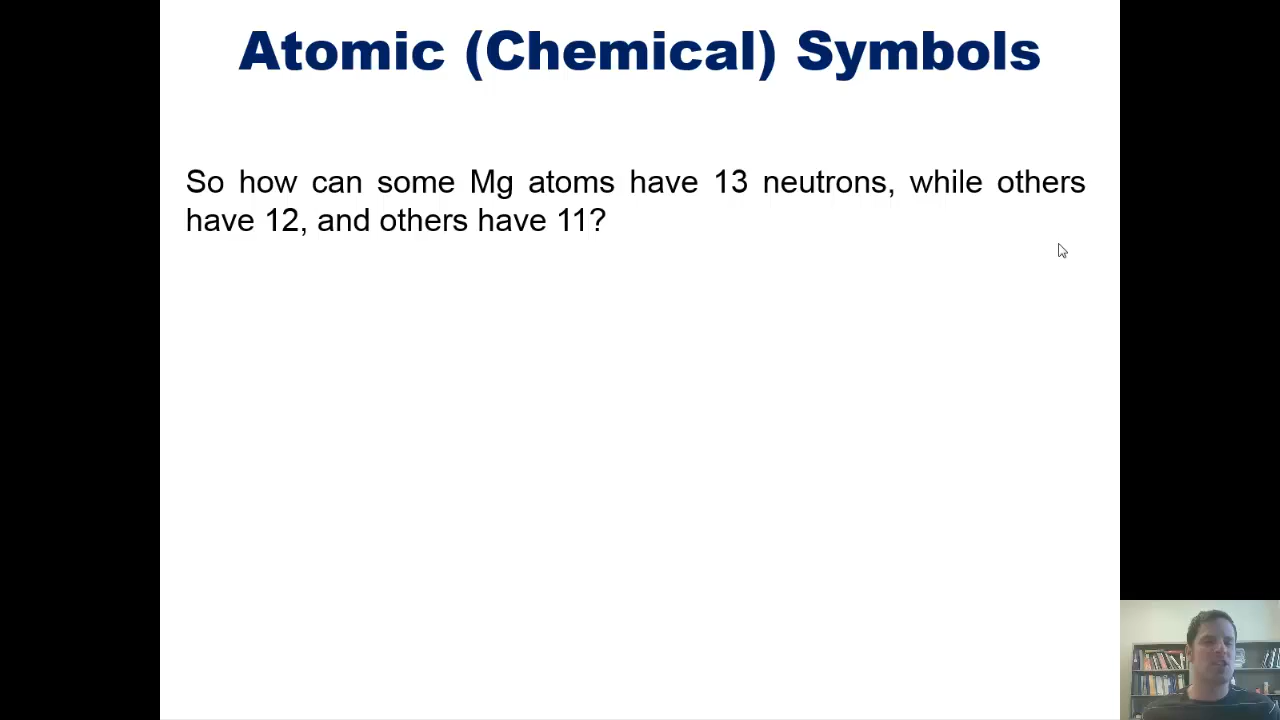 Atomic (Chemical) Symbols
So how can some Mg atoms have 13 neutrons, while others
have 12, and others have 11?